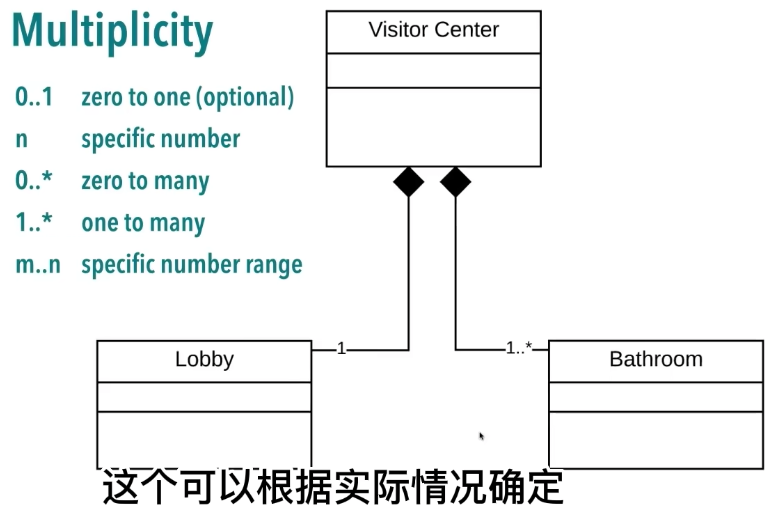 Multiplicity
0..1 zero to one (optional)
n specific number
0..* zero to many
1..* one to many
m..n specific number range
Visitor Center
1
1..*
Lobby
Bathroom
这个可以根据实际情况确定